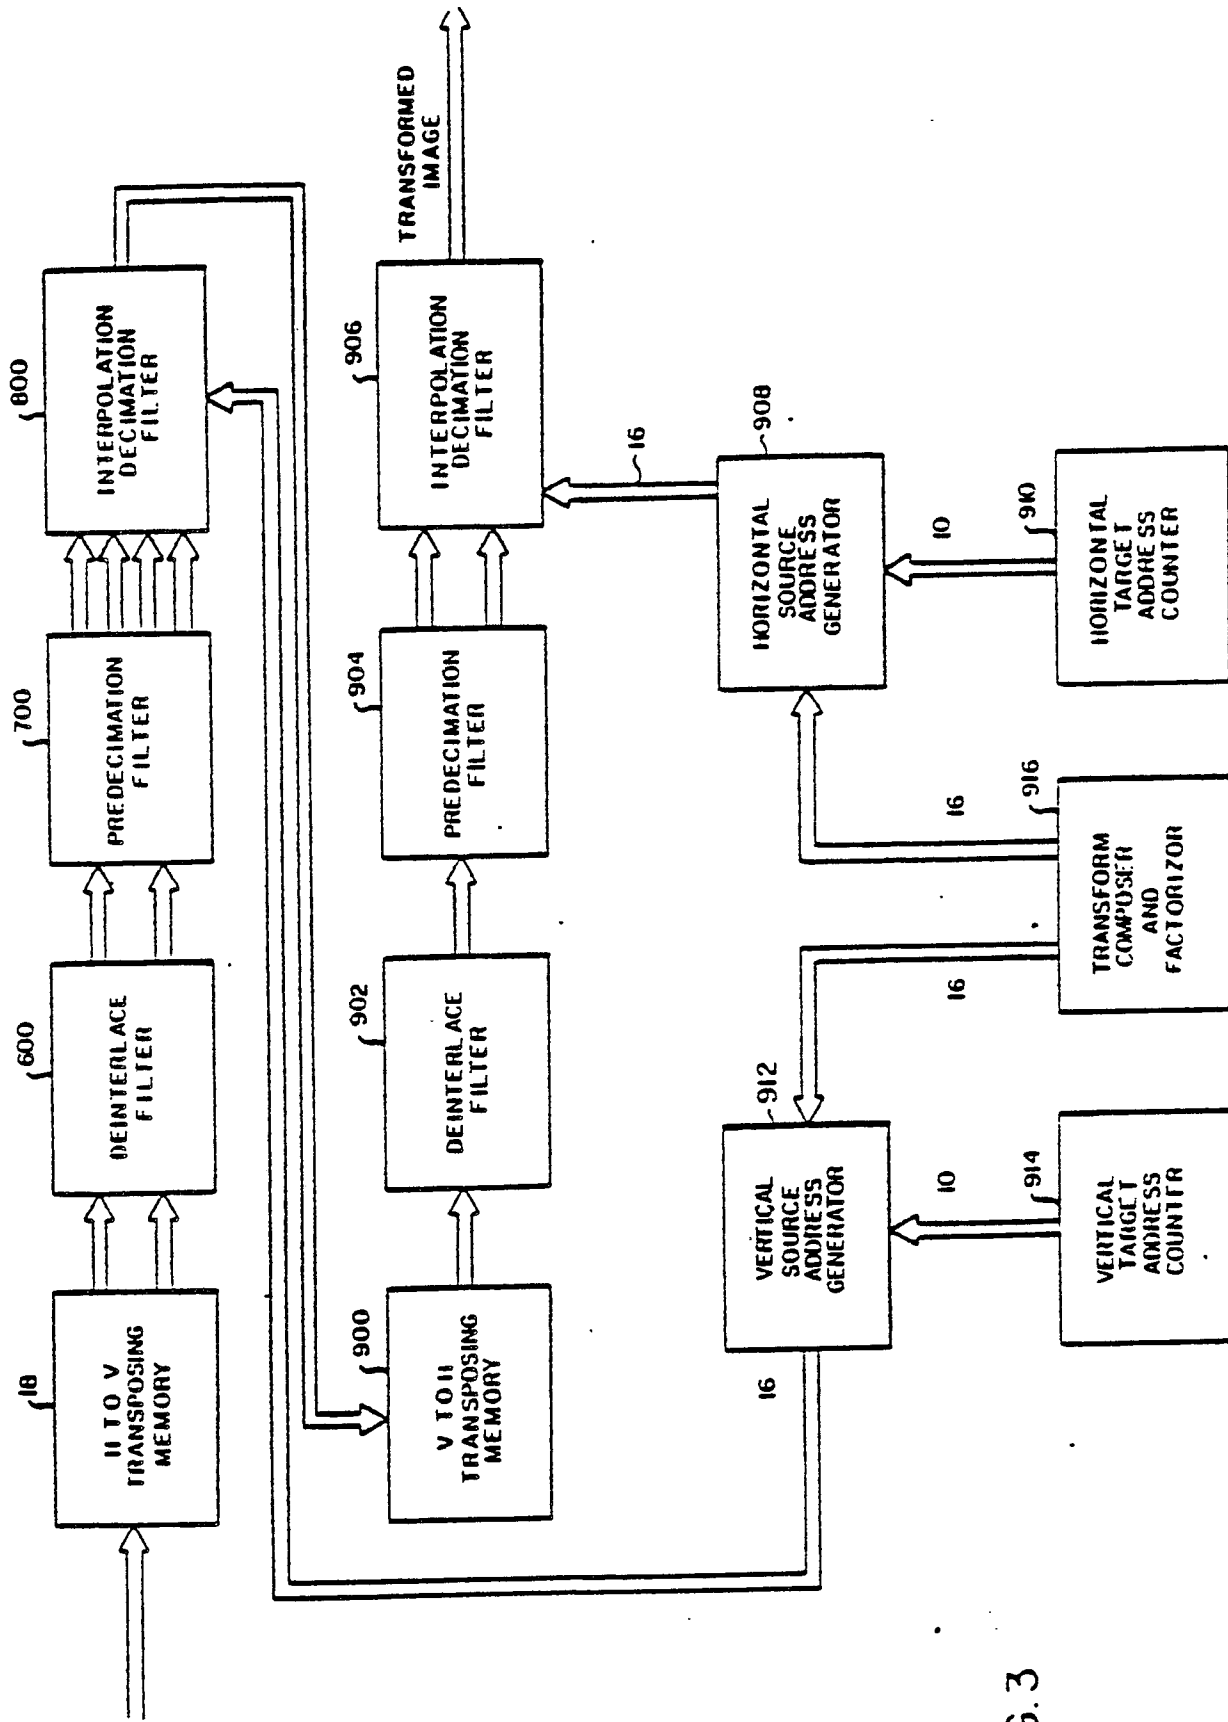 18
H TO V
TRANSPOSING
MEMORY
600
DEINTERLACE
FILTER
700
PREDECIMATION
FILTER
800
INTERPOLATION
DECIMATION
FILTER
900
V TO H
TRANSPOSING
MEMORY
902
DEINTERLACE
FILTER
904
PREDECIMATION
FILTER
906
INTERPOLATION
DECIMATION
FILTER
TRANSFORMED
IMAGE
16
912
VERTICAL
SOURCE
ADDRESS
GENERATOR
16
16
908
HORIZONTAL
SOURCE
ADDRESS
GENERATOR
16
10
10
914
VERTICAL
TARGET
ADDRESS
COUNTER
916
TRANSFORM
COMPOSER
AND
FACTORIZOR
910
HORIZONTAL
TARGET
ADDRESS
COUNTER
6.3